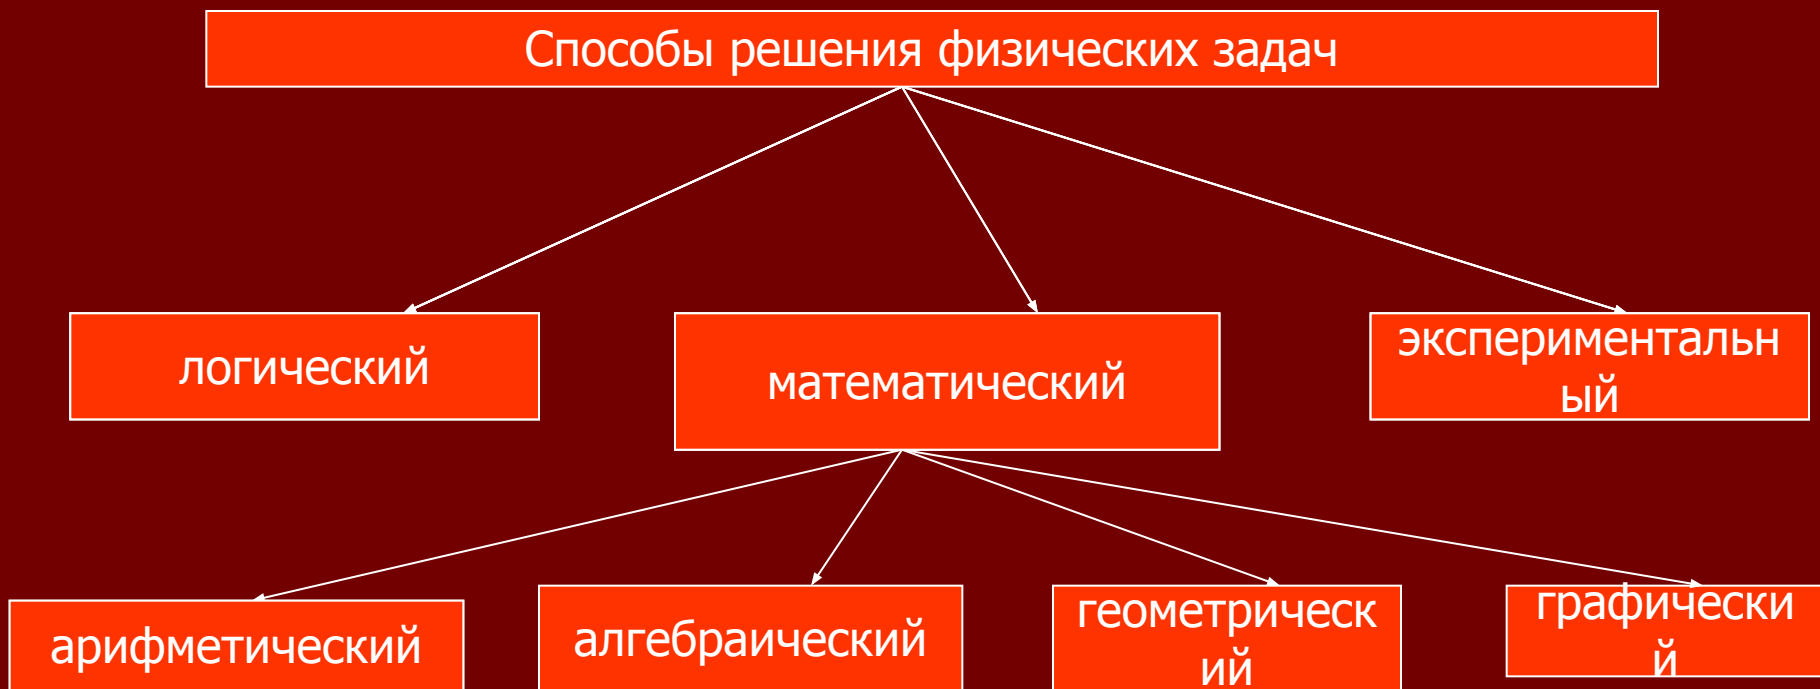 Способы решения физических задач
логический
математический
экспериментальн
ый
арифметический
алгебраический
геометрическ
ий
графически
й